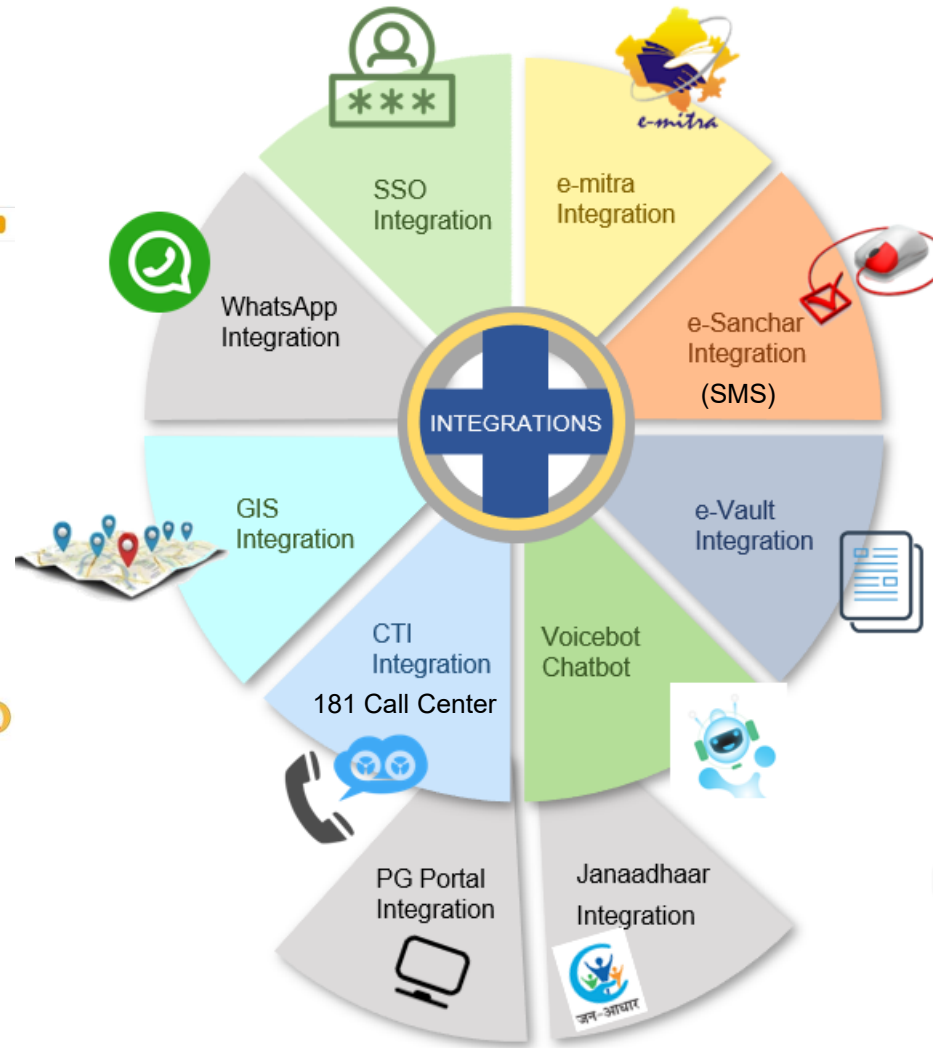 ***
e-mitra
SSO
Integration
e-mitra
Integration
WhatsApp
Integration
e-Sanchar
Integration
(SMS)
INTEGRATIONS
GIS
Integration
e-Vault
Integration
CTI
Integration
181 Call Center
Voicebot
Chatbot
PG Portal
Integration
Janaadhaar
Integration
जन-आधार